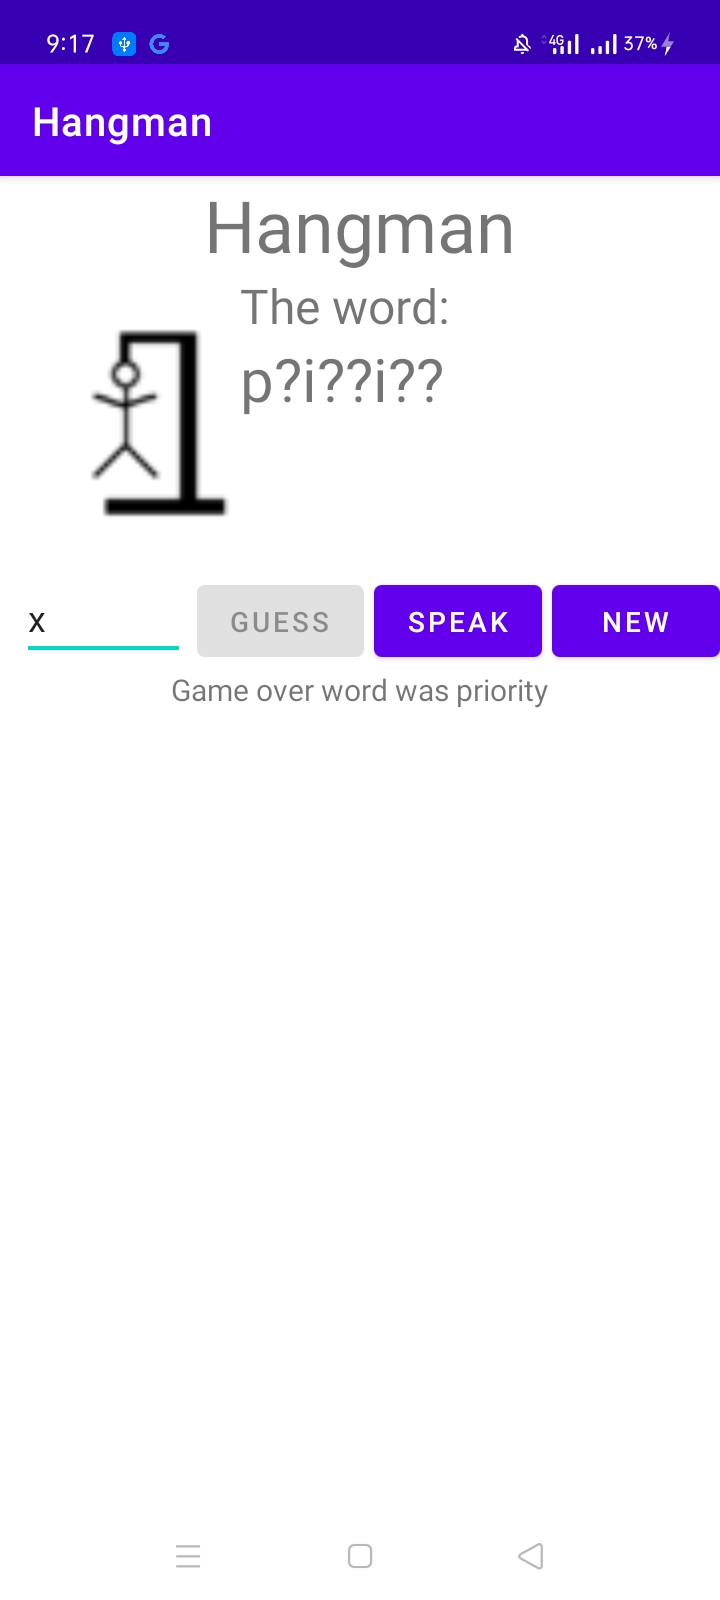 9:17 4G 37%
Hangman
Hangman
The word:
p?i??i??
x GUESS SPEAK NEW
Game over word was priority